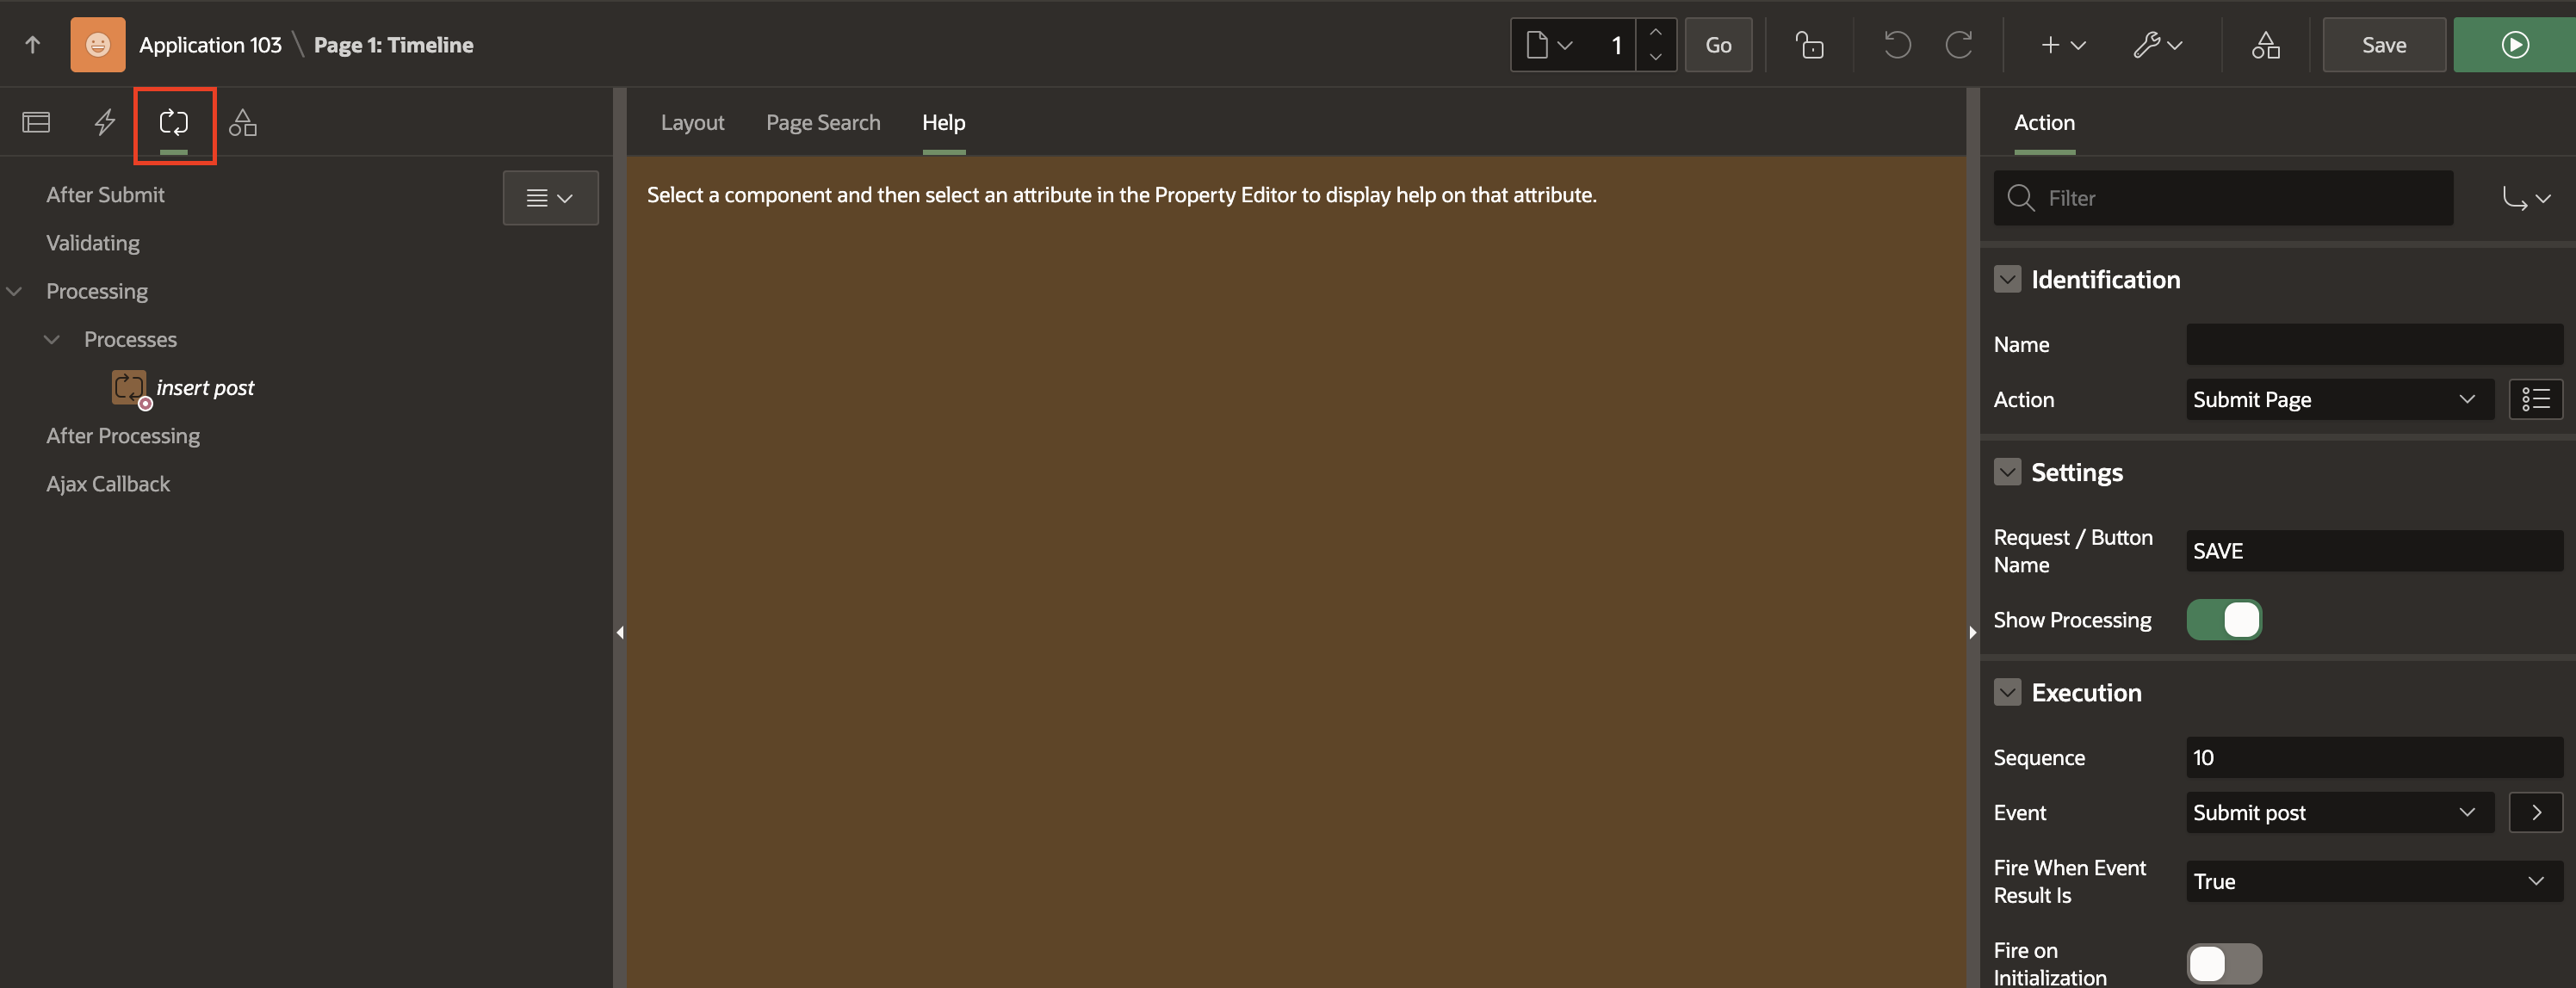 Application 103 \ Page 1: Timeline
1
Go
Save
Layout
Page Search
Help
Action
After Submit
Validating
Processing
Processes
insert post
After Processing
Ajax Callback
Select a component and then select an attribute in the Property Editor to display help on that attribute.
Filter
Identification
Name
Action
Submit Page
Settings
Request / Button
Name
SAVE
Show Processing
Execution
Sequence
10
Event
Submit post
Fire When Event
Result Is
True
Fire on
Initialization